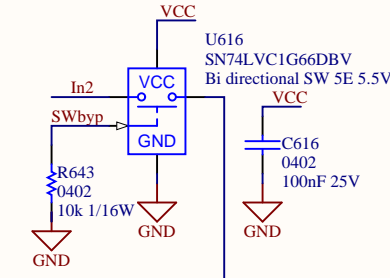 VCC
U616
SN74LVC1G66DBV
Bi directional SW 5E 5.5V
In2
VCC
VCC
SWbyp
GND
C616
0402
100nF 25V
R643
0402
10k 1/16W
GND
GND
GND